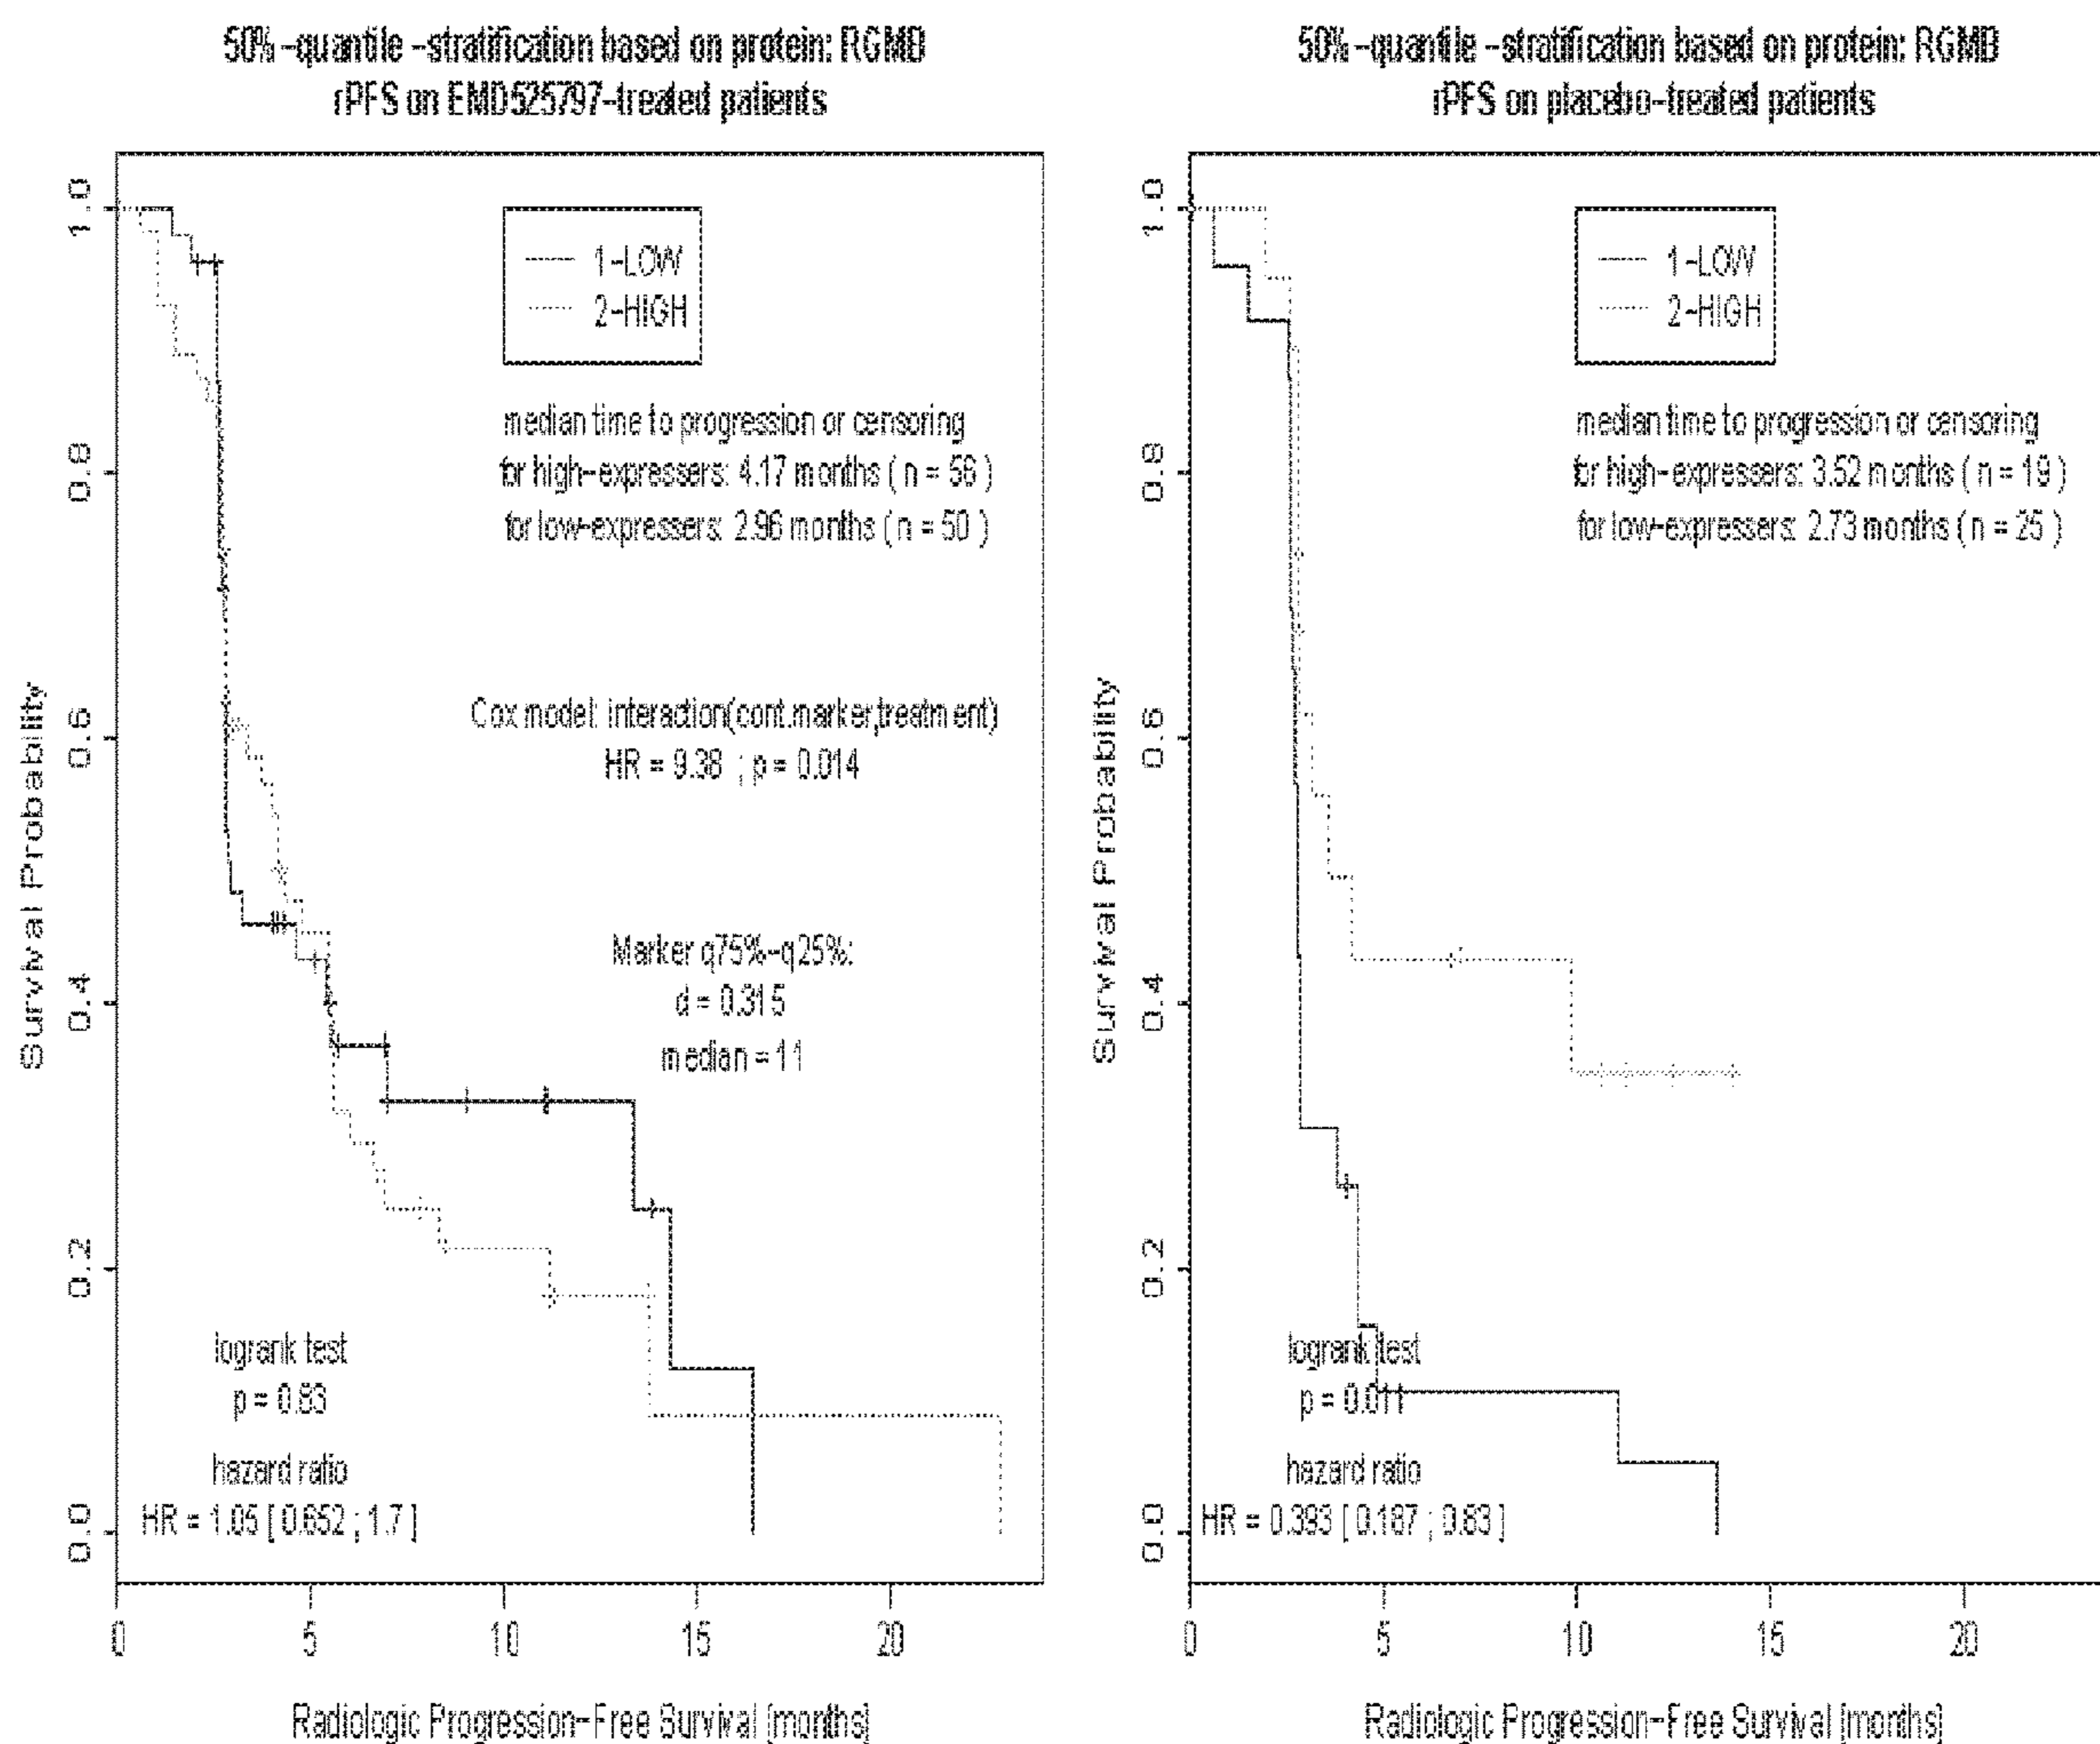 50%-quantile-stratification based on protein: RGMB
rPFS on EMD525797-treated patients
1.0
0.8
0.6
0.4
0.2
0.0
Survival Probability
1-LOW
2-HIGH
median time to progression or censoring
for high-expressers: 4.17 months ( n = 56 )
for low-expressers: 2.96 months ( n = 50 )
Cox model: interaction(cont.marker,treatment)
HR = 9.38 ; p = 0.014
Marker q75%-q25%:
d = 0.315
median = 11
logrank test
p = 0.83
hazard ratio
HR = 1.05 [ 0.652 ; 1.7 ]
0 5 10 15 20
Radiologic Progression-Free Survival [months]
50%-quantile-stratification based on protein: RGMB
rPFS on placebo-treated patients
1.0
0.8
0.6
0.4
0.2
0.0
Survival Probability
1-LOW
2-HIGH
median time to progression or censoring
for high-expressers: 3.52 months ( n = 19 )
for low-expressers: 2.73 months ( n = 25 )
logrank test
p = 0.011
hazard ratio
HR = 0.393 [ 0.187 ; 0.83 ]
0 5 10 15 20
Radiologic Progression-Free Survival [months]